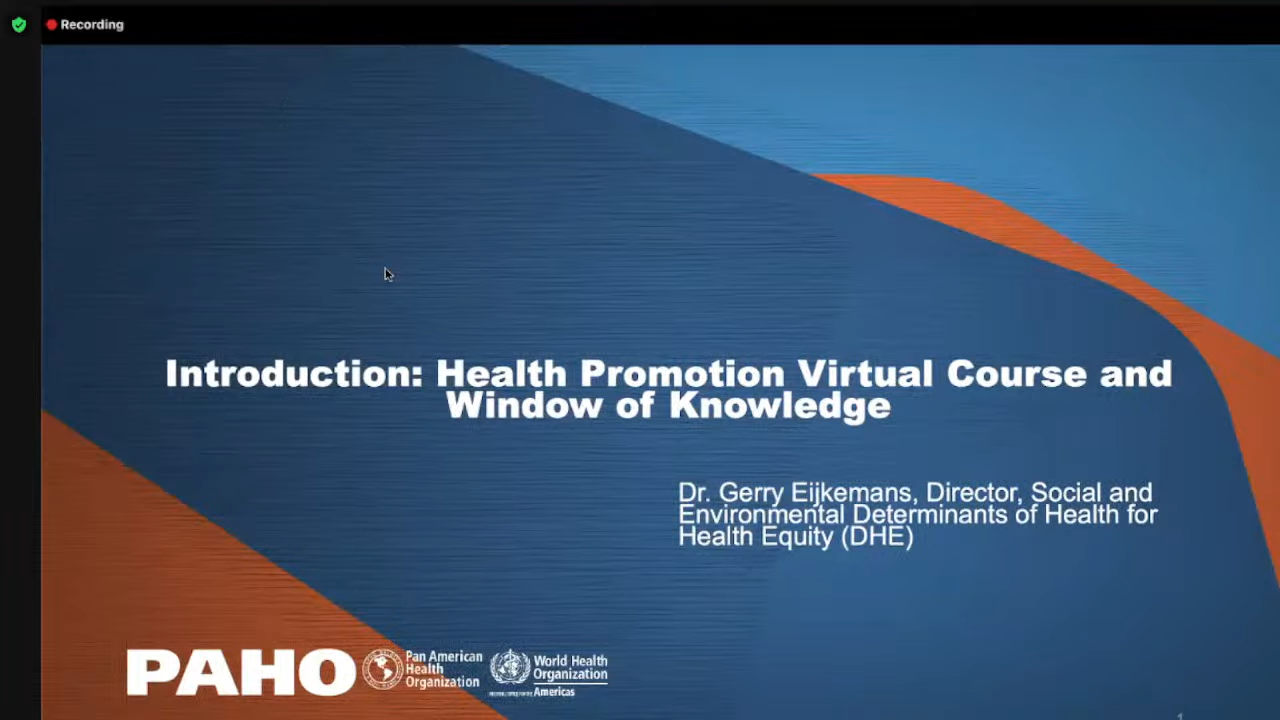 Recording
Introduction: Health Promotion Virtual Course and
Window of Knowledge
Dr. Gerry Eijkemans, Director, Social and
Environmental Determinants of Health for
Health Equity (DHE)
PAHO
Pan American
Health
Organization
World Health
Organization
Americas
1